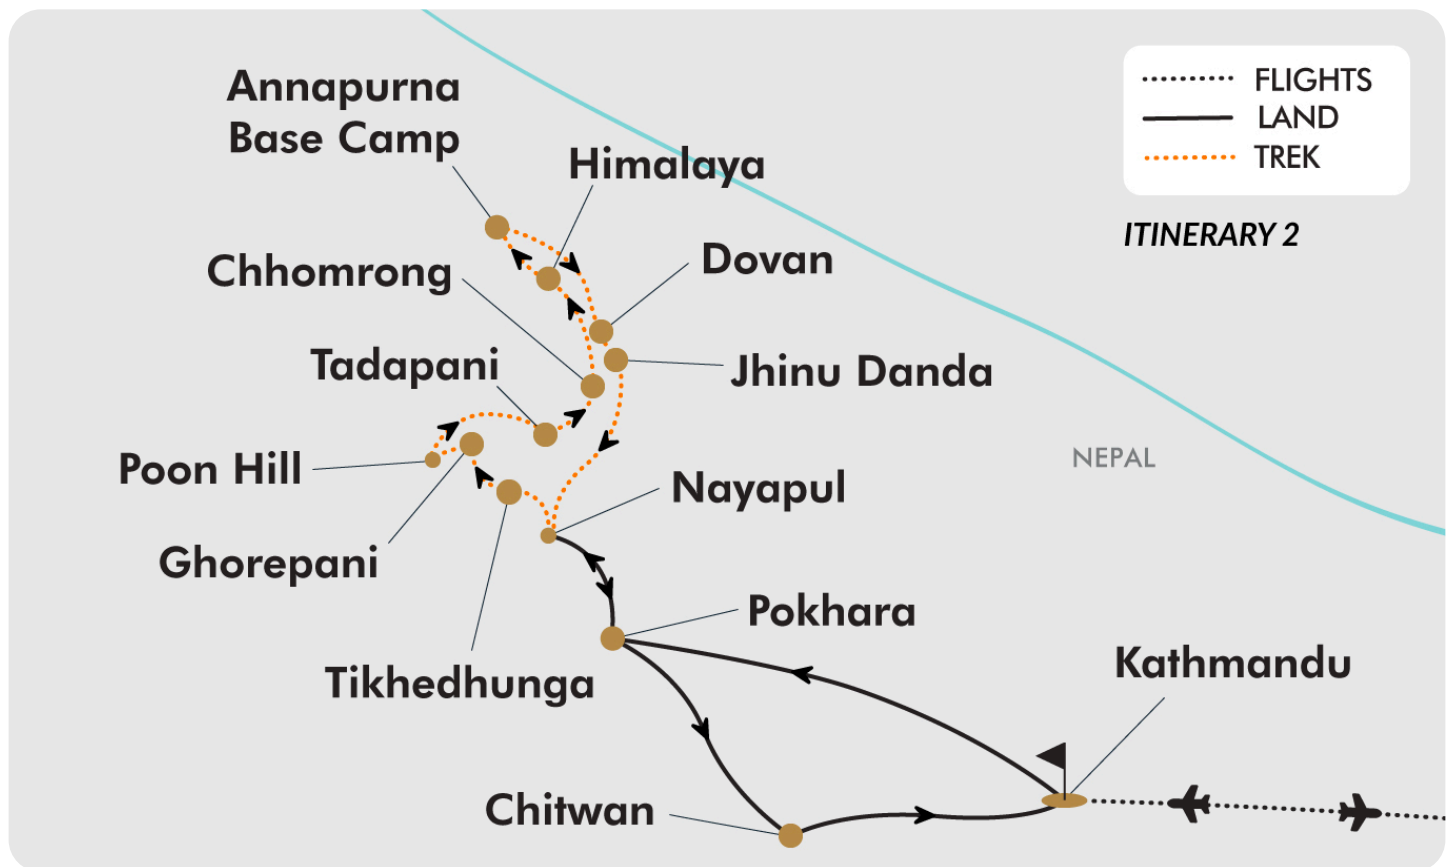 Annapurna
Base Camp
Himalaya
FLIGHTS
LAND
TREK
ITINERARY 2
Chhomrong
Dovan
Tadapani
Jhinu Danda
Poon Hill
NEPAL
Nayapul
Ghorepani
Pokhara
Tikhedhunga
Kathmandu
Chitwan